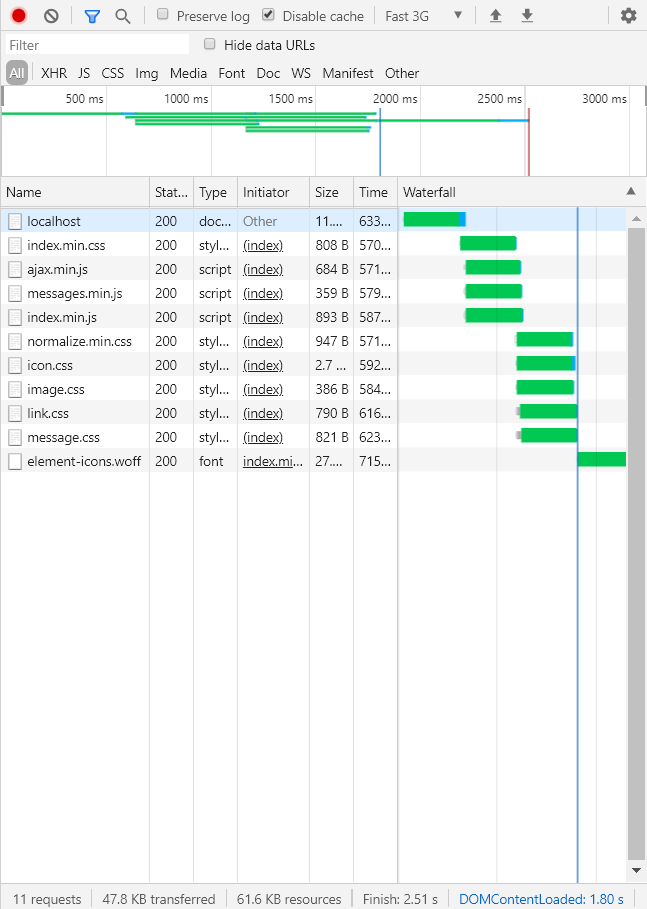 Preserve log Disable cache Fast 3G
Filter Hide data URLs
All XHR JS CSS Img Media Font Doc WS Manifest Other
500 ms 1000 ms 1500 ms 2000 ms 2500 ms 3000 ms
Name Stat... Type Initiator Size Time Waterfall
localhost 200 doc... Other 11.... 633...
index.min.css 200 styl... (index) 808 B 570...
ajax.min.js 200 script (index) 684 B 571...
messages.min.js 200 script (index) 359 B 579...
index.min.js 200 script (index) 893 B 587...
normalize.min.css 200 styl... (index) 947 B 571...
icon.css 200 styl... (index) 2.7 ... 592...
image.css 200 styl... (index) 386 B 584...
link.css 200 styl... (index) 790 B 616...
message.css 200 styl... (index) 821 B 623...
element-icons.woff 200 font index.mi... 27.... 715...
11 requests 47.8 KB transferred 61.6 KB resources Finish: 2.51 s DOMContentLoaded: 1.80 s